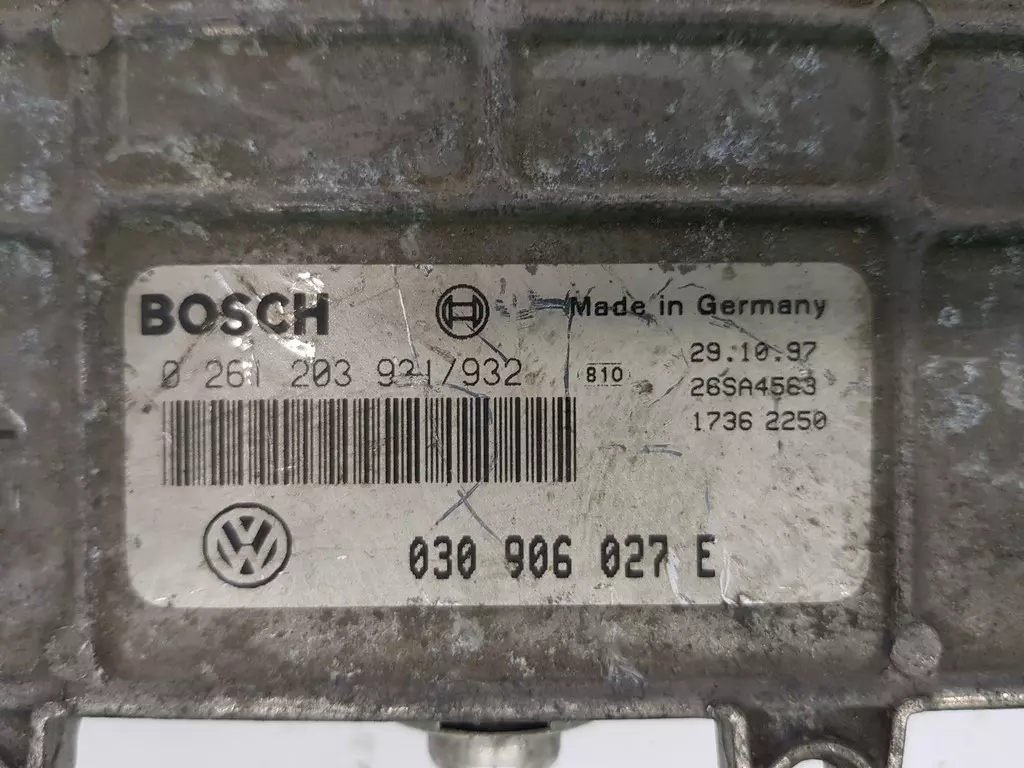 BOSCH
Made in Germany
0 261 203 931/932
810
29.10.97
26SA4563
1736 2250
030 906 027 E